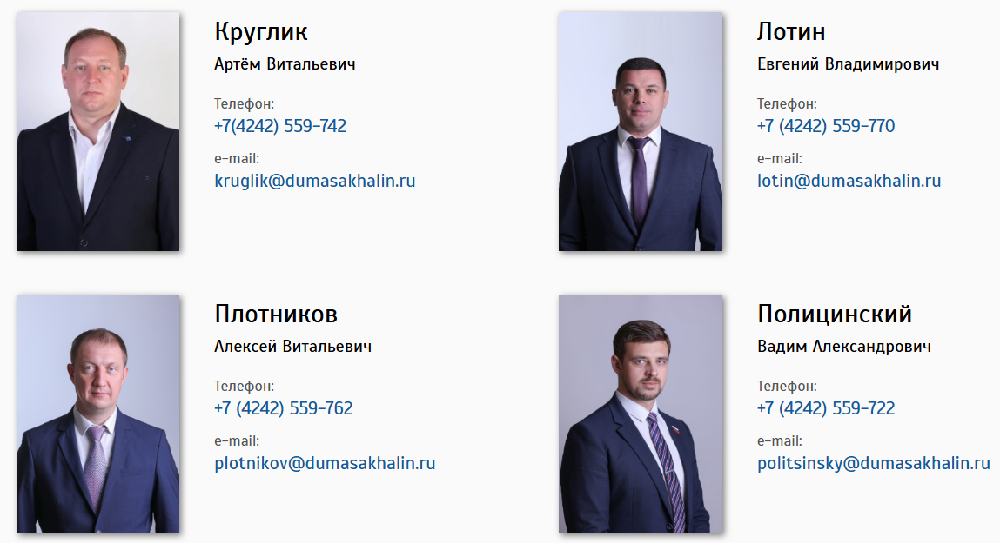 Круглик
Артём Витальевич
Телефон:
+7(4242) 559-742
e-mail:
kruglik@dumasakhalin.ru
Лотин
Евгений Владимирович
Телефон:
+7 (4242) 559-770
e-mail:
lotin@dumasakhalin.ru
Плотников
Алексей Витальевич
Телефон:
+7 (4242) 559-762
e-mail:
plotnikov@dumasakhalin.ru
Полицинский
Вадим Александрович
Телефон:
+7 (4242) 559-722
e-mail:
politsinsky@dumasakhalin.ru